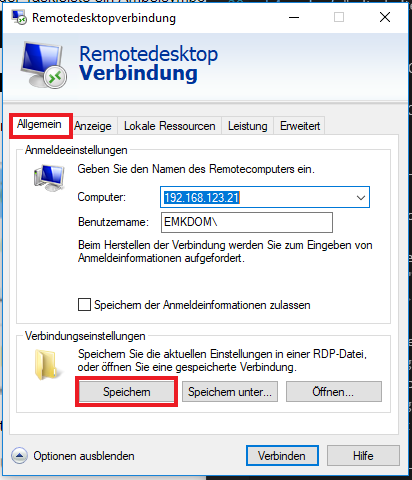 Remotedesktopverbindung
Remotedesktop
Verbindung
Allgemein Anzeige Lokale Ressourcen Leistung Erweitert
Anmeldeeinstellungen
Geben Sie den Namen des Remotecomputers ein.
Computer: 192.168.123.21
Benutzername: EMKDOM\
Beim Herstellen der Verbindung werden Sie zum Eingeben von
Anmeldeinformationen aufgefordert.
Speichern der Anmeldeinformationen zulassen
Verbindungseinstellungen
Speichern Sie die aktuellen Einstellungen in einer RDP-Datei,
oder öffnen Sie eine gespeicherte Verbindung.
Speichern Speichern unter... Öffnen...
Optionen ausblenden Verbinden Hilfe